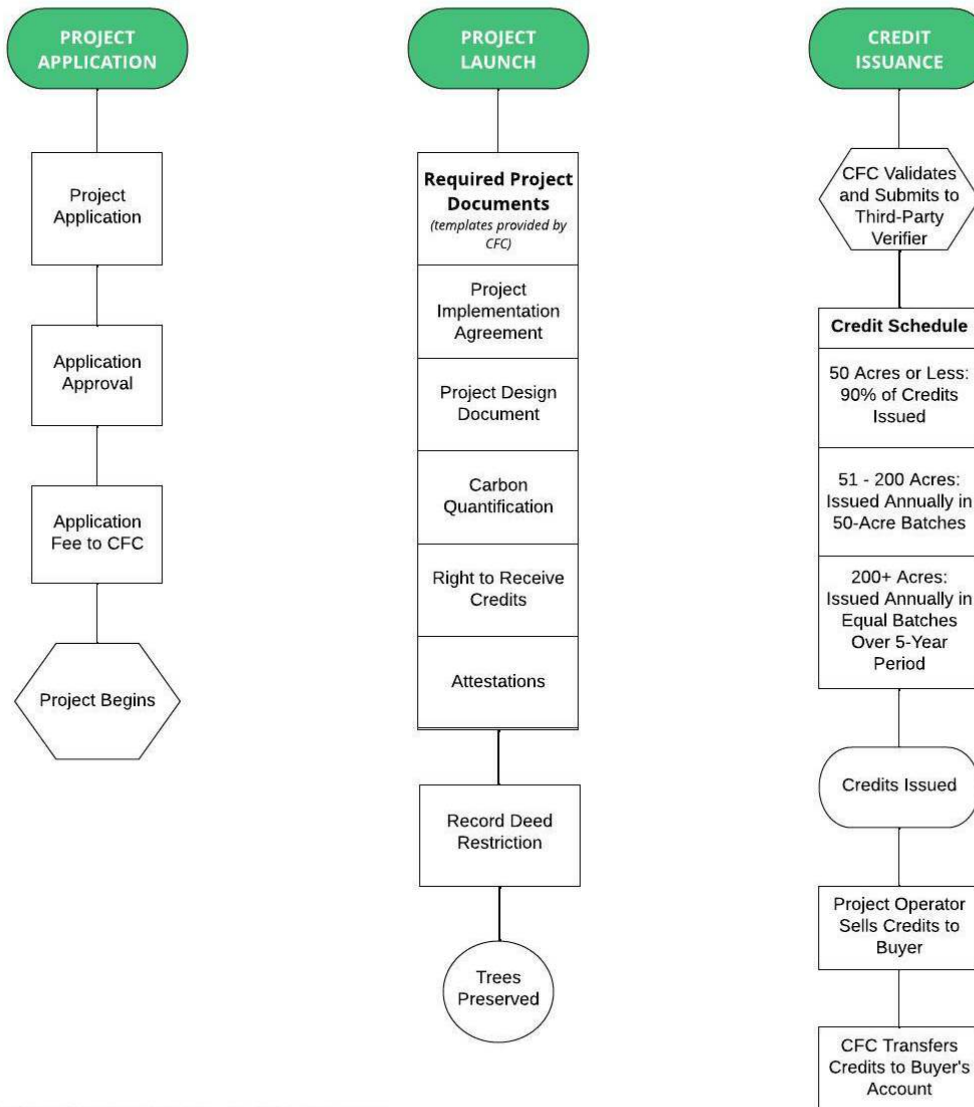 PROJECT
APPLICATION
Project
Application
Application
Approval
Application
Fee to CFC
Project Begins
PROJECT
LAUNCH
Required Project
Documents
(templates provided by
CFC)
Project
Implementation
Agreement
Project Design
Document
Carbon
Quantification
Right to Receive
Credits
Attestations
Record Deed
Restriction
Trees
Preserved
CREDIT
ISSUANCE
CFC Validates
and Submits to
Third-Party
Verifier
Credit Schedule
50 Acres or Less:
90% of Credits
Issued
51 - 200 Acres:
Issued Annually in
50-Acre Batches
200+ Acres:
Issued Annually in
Equal Batches
Over 5-Year
Period
Credits Issued
Project Operator
Sells Credits to
Buyer
CFC Transfers
Credits to Buyer's
Account